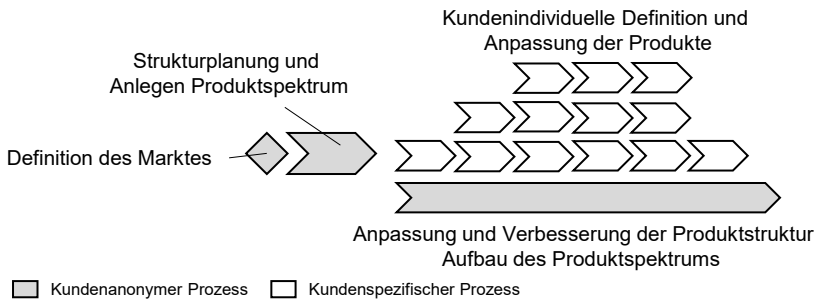 Kundenindividuelle Definition und
Anpassung der Produkte
Strukturplanung und
Anlegen Produktspektrum
Definition des Marktes
Anpassung und Verbesserung der Produktstruktur
Aufbau des Produktspektrums
Kundenanonymer Prozess
Kundenspezifischer Prozess